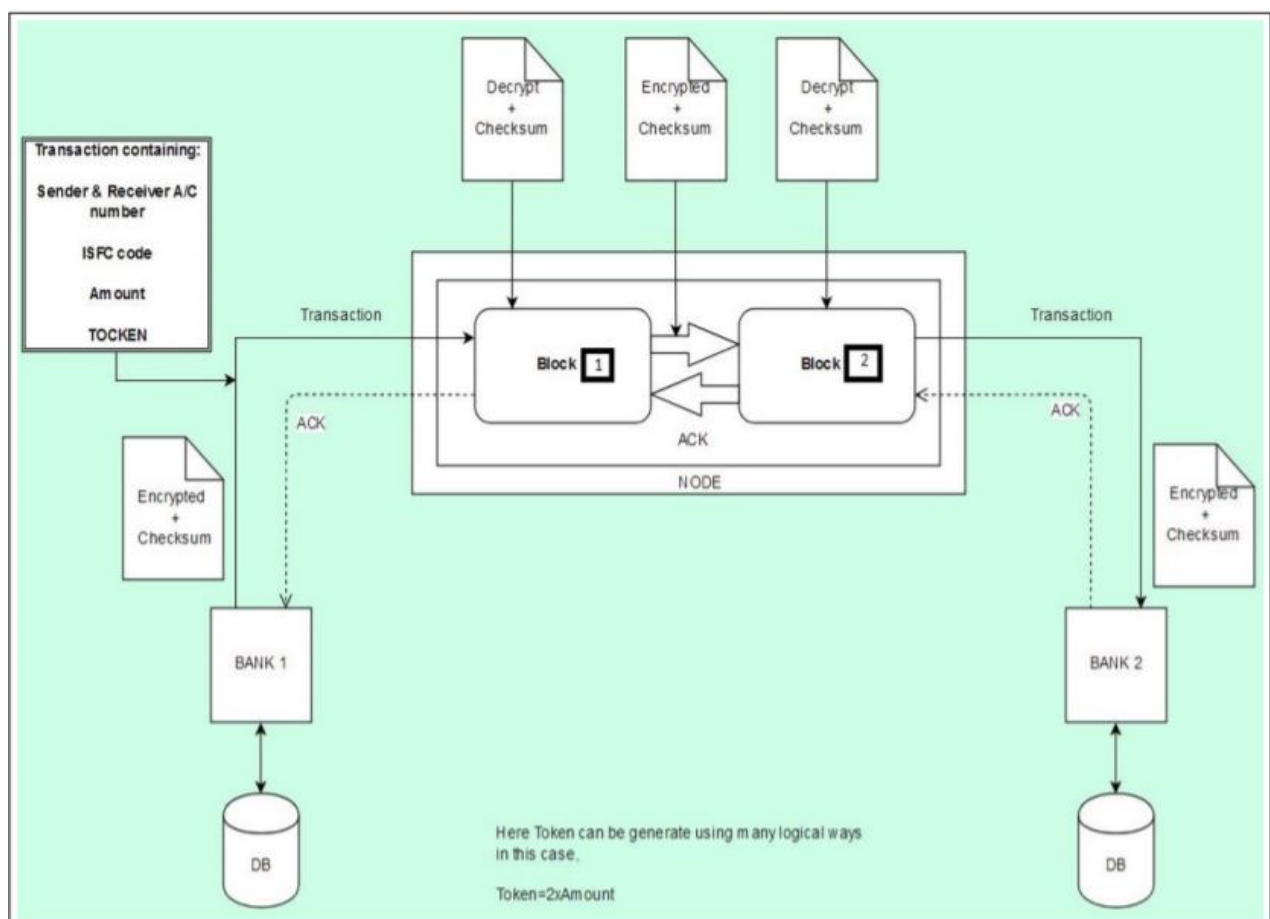 Decrypt
+
Checksum
Encrypted
+
Checksum
Decrypt
+
Checksum
Transaction containing:
Sender & Receiver A/C
number
ISFC code
Amount
TOCKEN
Transaction
Transaction
Block 1
Block 2
ACK
ACK
ACK
NODE
Encrypted
+
Checksum
Encrypted
+
Checksum
BANK 1
BANK 2
DB
DB
Here Token can be generate using many logical ways
in this case,
Token=2xAmount